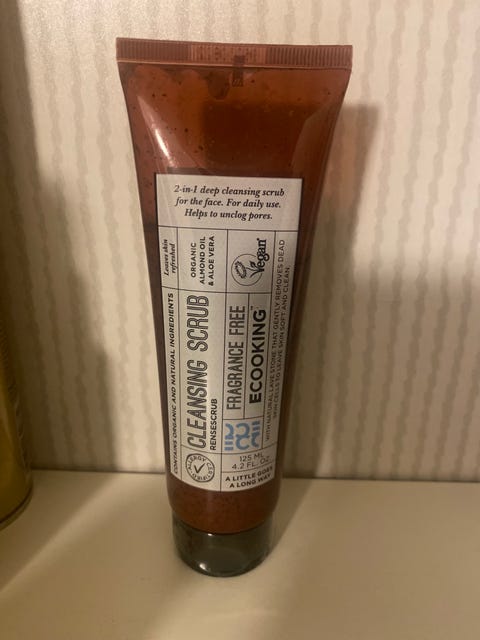 2-in-1 deep cleansing scrub
for the face. For daily use.
Helps to unclog pores.
Leaves skin
refreshed
ORGANIC
ALMOND OIL
& ALOE VERA
Vegan
CONTAINS ORGANIC AND NATURAL INGREDIENTS
CLEANSING SCRUB
RENSESCRUB
FRAGRANCE FREE
ECOOKING™
WITH NATURAL LAVE STONE THAT GENTLY REMOVES DEAD
SKIN CELLS TO LEAVE SKIN SOFT AND CLEAN
ALLERGY
125 ML
4.2 FL. OZ
A LITTLE GOES
A LONG WAY